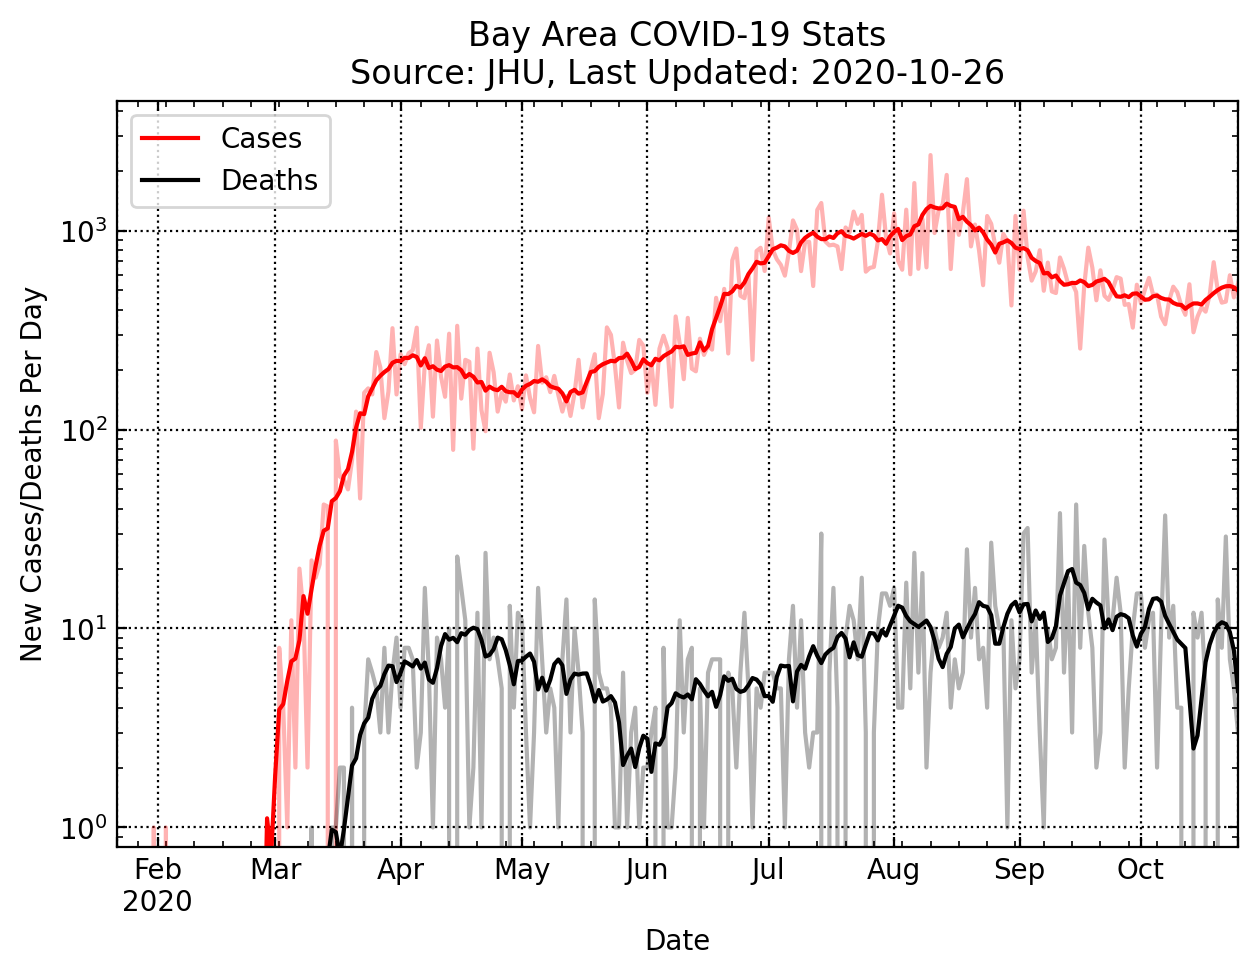 Bay Area COVID-19 Stats
Source: JHU, Last Updated: 2020-10-26
Cases
Deaths
New Cases/Deaths Per Day
10³
10²
10¹
10⁰
Feb Mar Apr May Jun Jul Aug Sep Oct
2020
Date